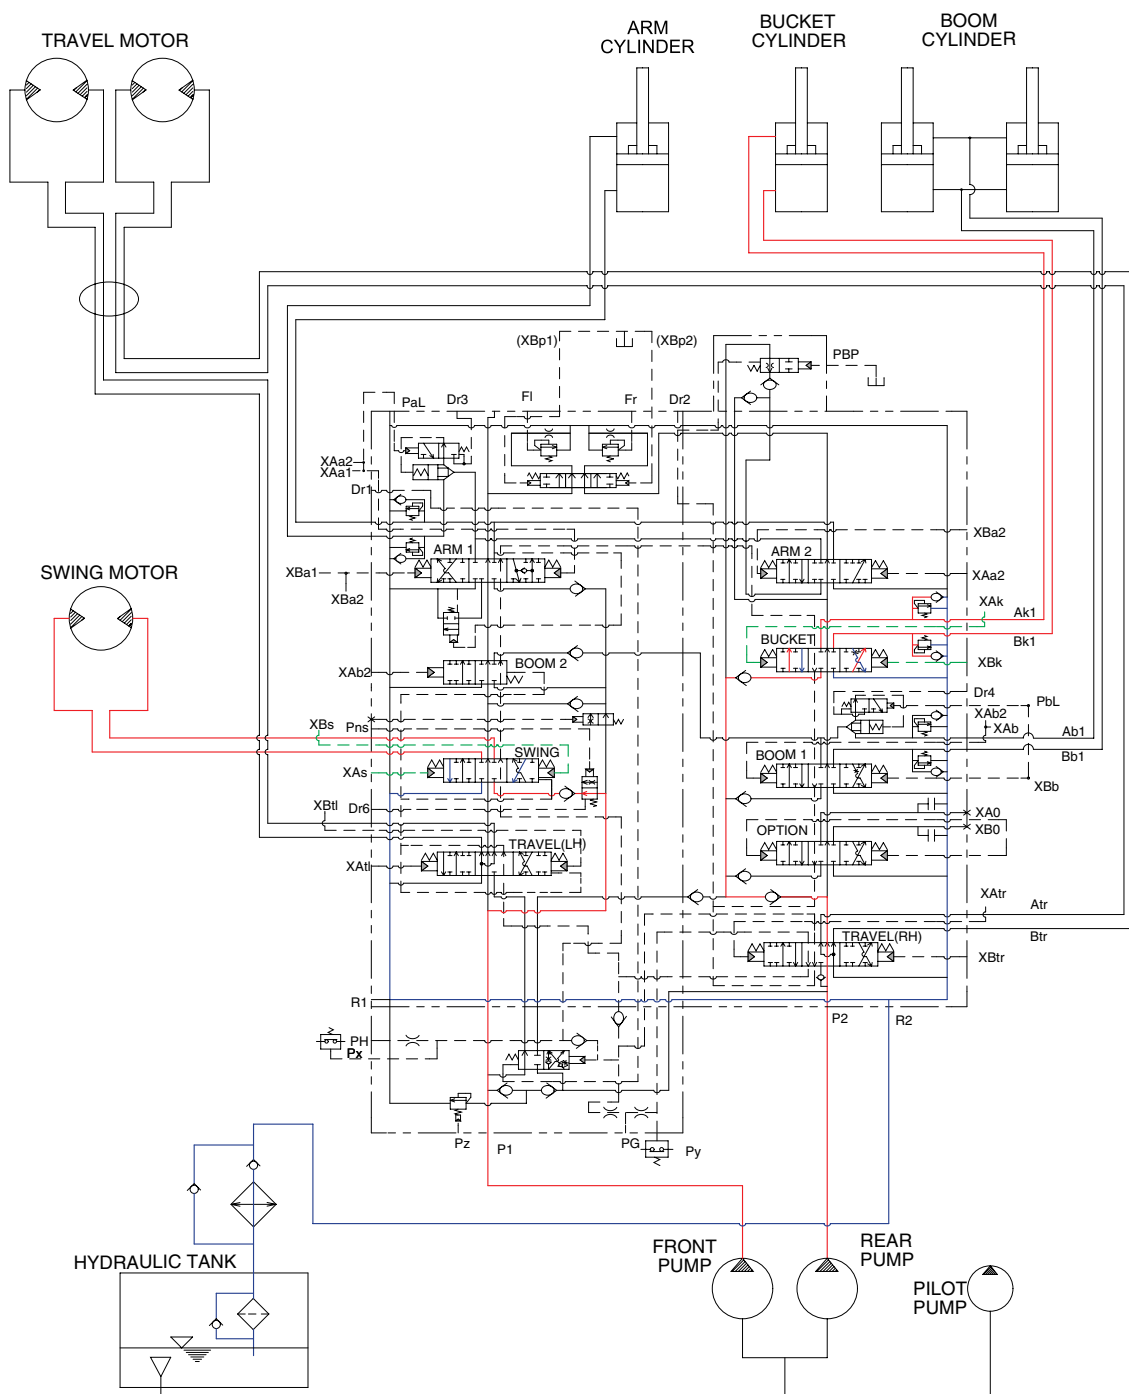 TRAVEL MOTOR
ARM
CYLINDER
BUCKET
CYLINDER
BOOM
CYLINDER
(XBp1)
(XBp2)
PBP
PaL
Dr3
Fl
Fr
Dr2
XAa2
XAa1
Dr1
XBa2
ARM 1
ARM 2
SWING MOTOR
XBa1
XBa2
XAa2
XAk
Ak1
BUCKET
Bk1
XAb2
BOOM 2
XBk
Dr4
PbL
XAb2
XBs
Pns
XAb
Ab1
SWING
BOOM 1
Bb1
XAs
XBb
XBtl
Dr6
XA0
XB0
OPTION
TRAVEL(LH)
XAtl
XAtr
Atr
TRAVEL(RH)
Btr
XBtr
R1
P2
R2
PH
Px
Pz
P1
PG
Py
HYDRAULIC TANK
FRONT
PUMP
REAR
PUMP
PILOT
PUMP